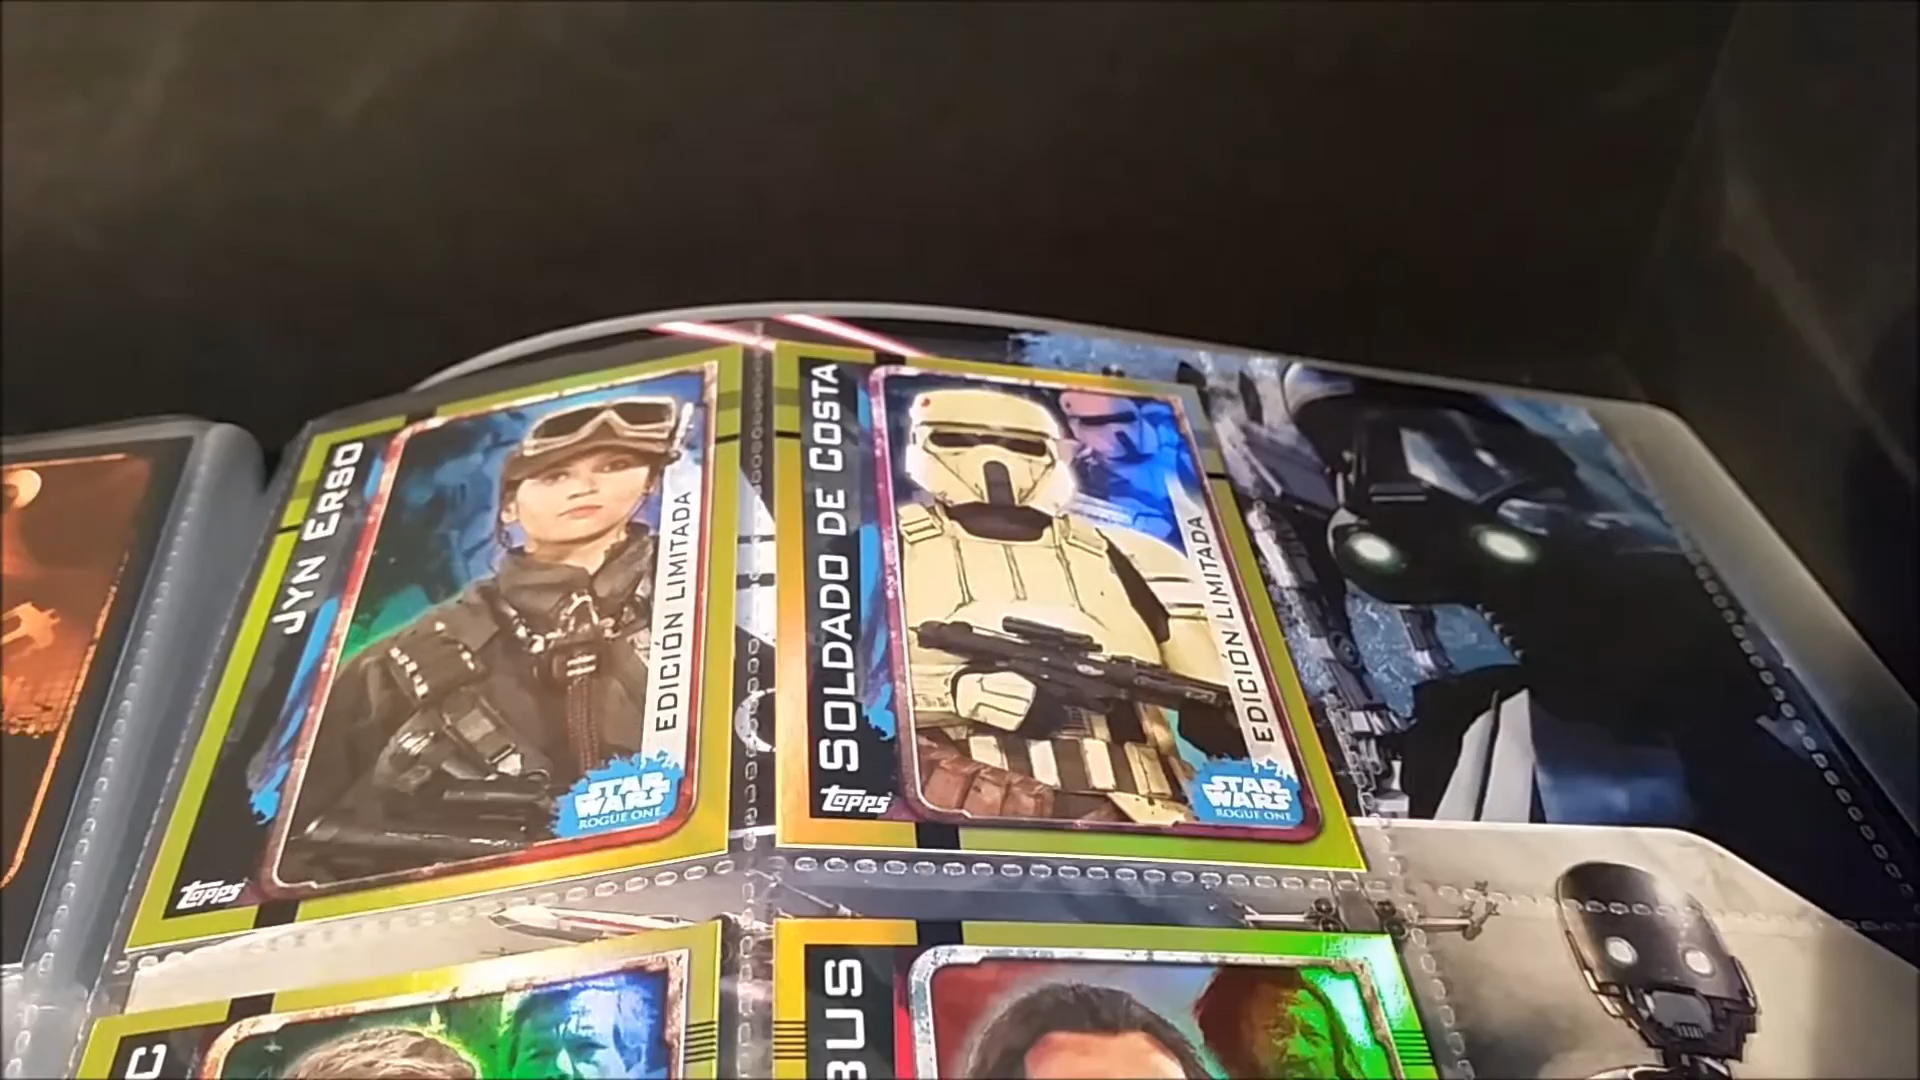 JYN ERSO
EDICIÓN LIMITADA
STAR
WARS
ROGUE ONE
TOPPS
SOLDADO DE COSTA
EDICIÓN LIMITADA
STAR
WARS
ROGUE ONE
TOPPS
C
BUS